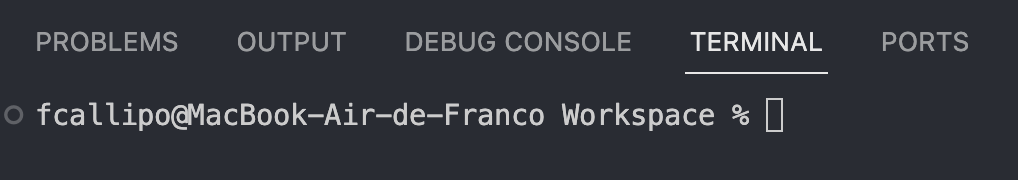 PROBLEMS OUTPUT DEBUG CONSOLE TERMINAL PORTS
fcallipo@MacBook-Air-de-Franco Workspace %